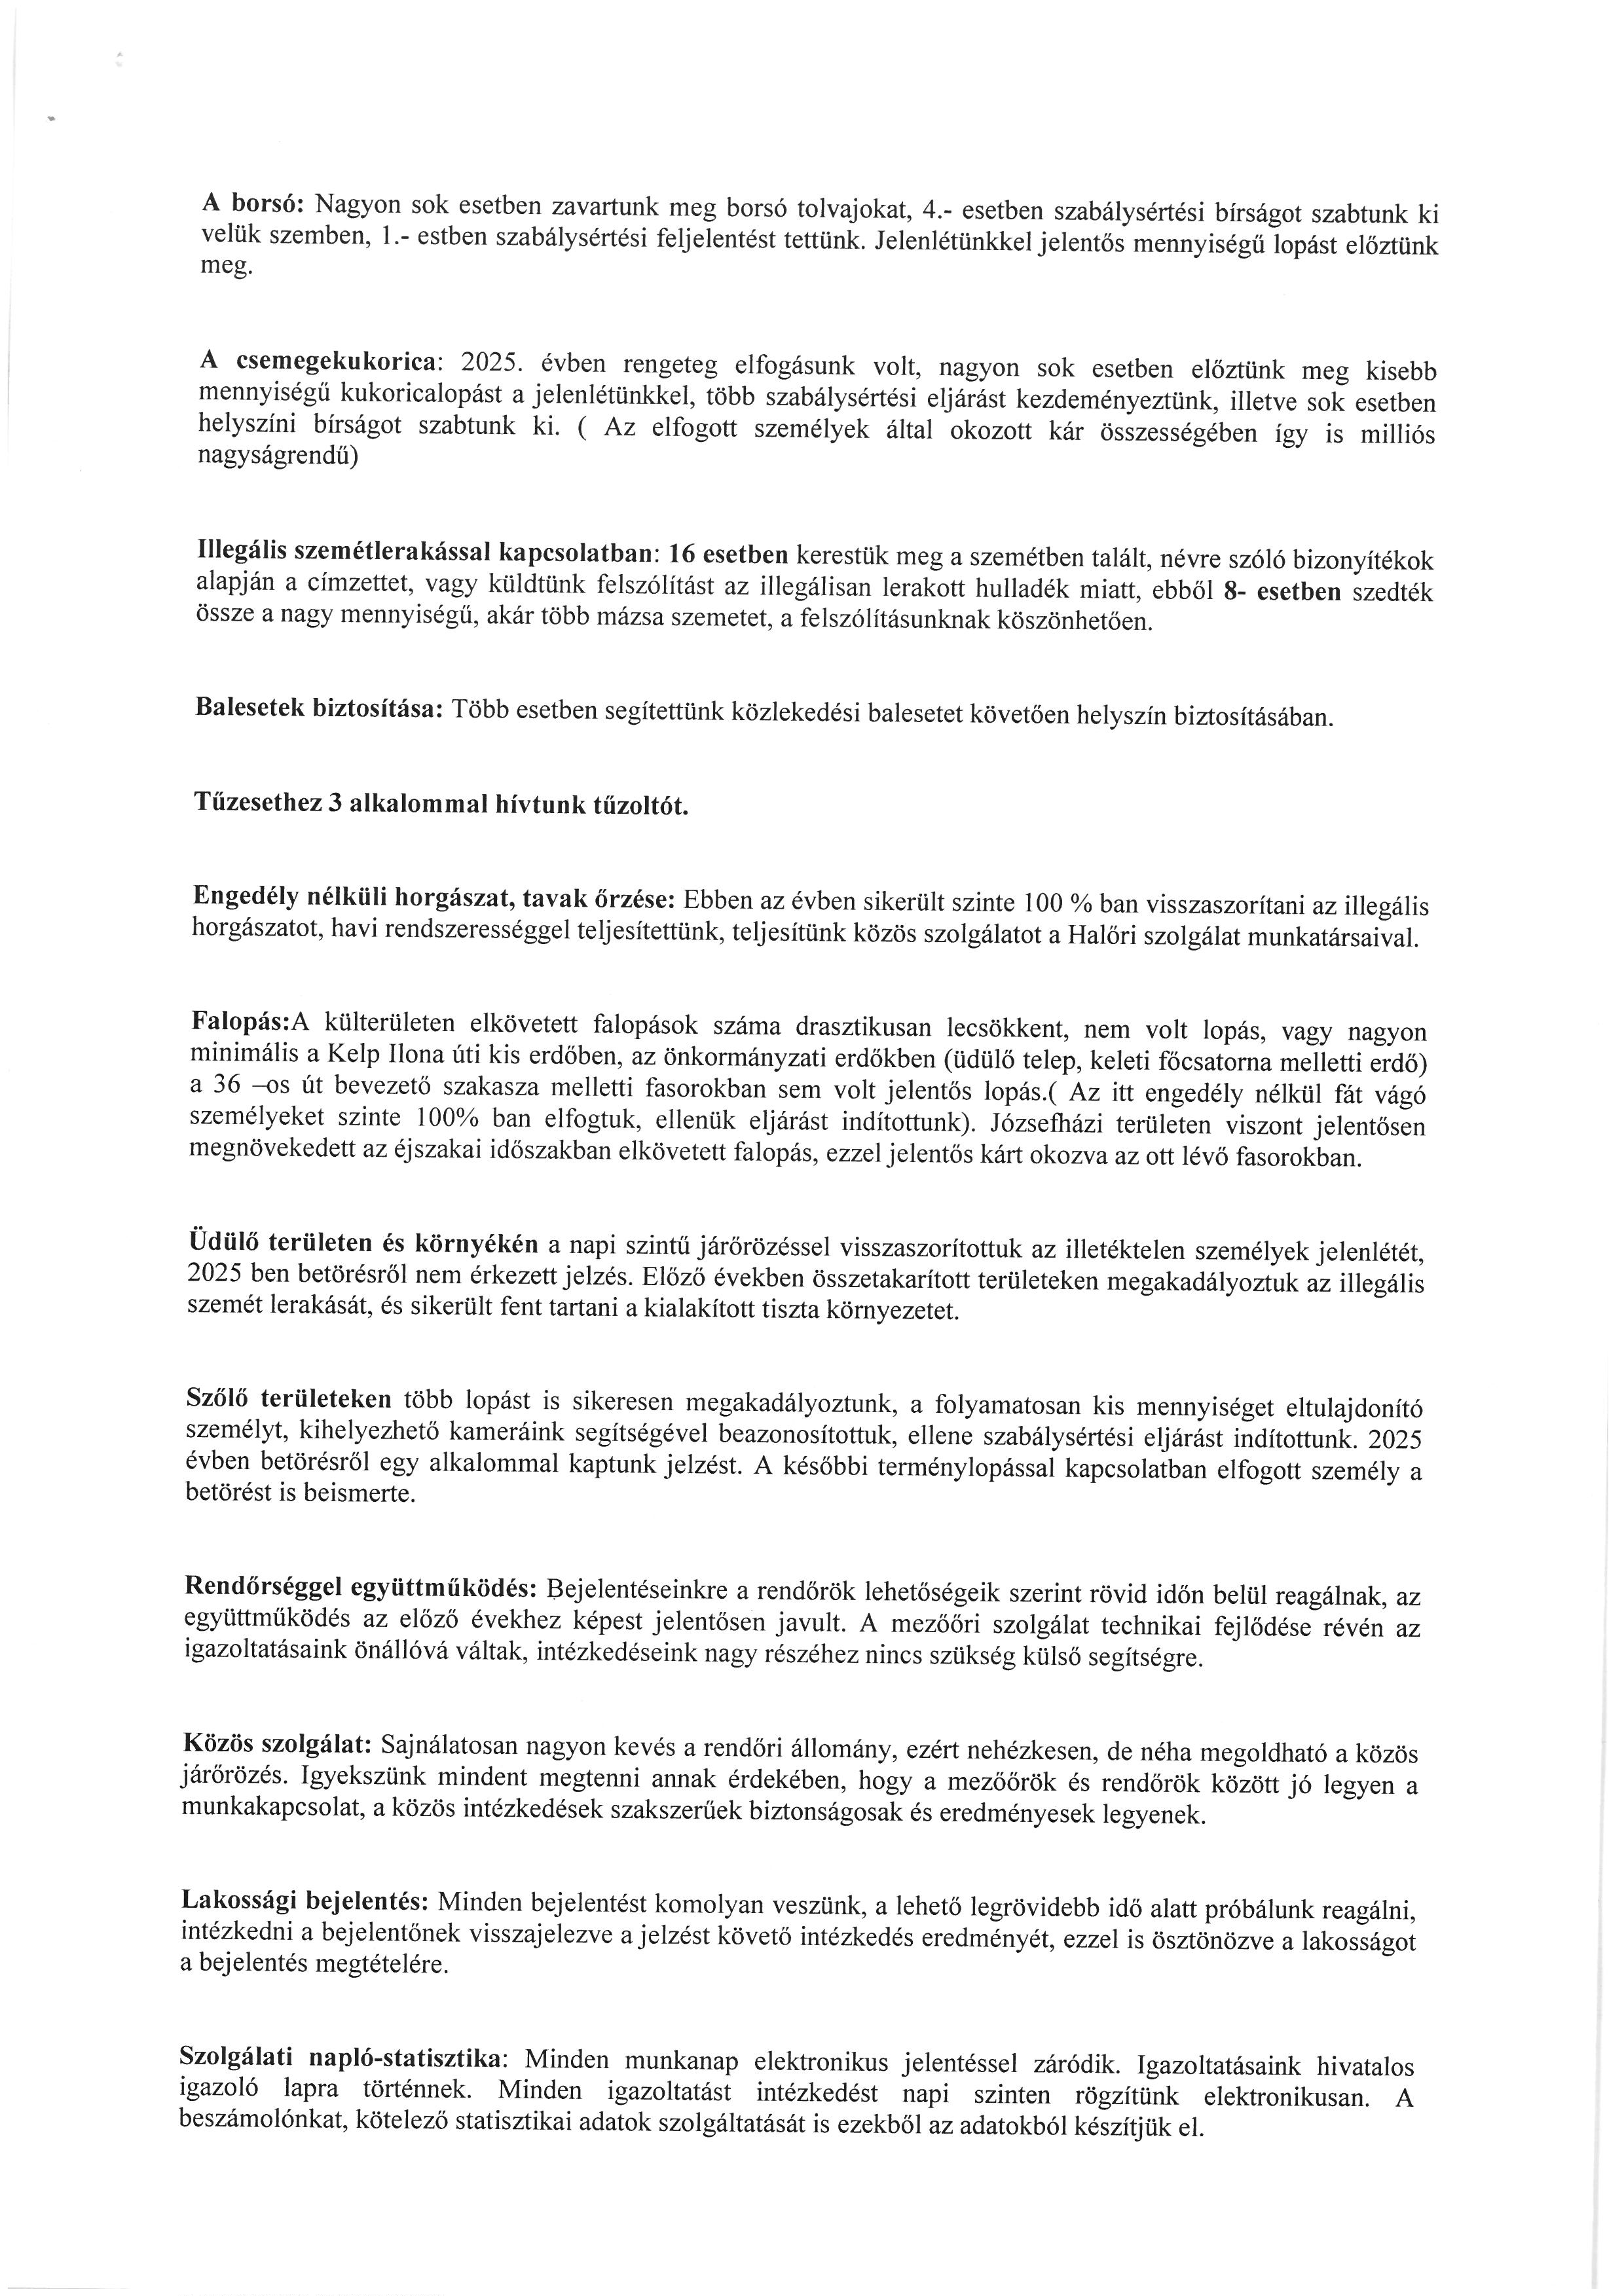 A borsó: Nagyon sok esetben zavartunk meg borsó tolvajokat, 4.- esetben szabálysértési bírságot szabtunk ki
velük szemben, 1.- estben szabálysértési feljelentést tettünk. Jelenlétünkkel jelentős mennyiségű lopást előztünk
meg.
A csemegekukorica: 2025. évben rengeteg elfogásunk volt, nagyon sok esetben előztünk meg kisebb
mennyiségű kukoricalopást a jelenlétünkkel, több szabálysértési eljárást kezdeményeztünk, illetve sok esetben
helyszíni bírságot szabtunk ki. ( Az elfogott személyek által okozott kár összességében így is milliós
nagyságrendű)
Illegális szemétlerakással kapcsolatban: 16 esetben kerestük meg a szemétben talált, névre szóló bizonyítékok
alapján a címzettet, vagy küldtünk felszólítást az illegálisan lerakott hulladék miatt, ebből 8- esetben szedték
össze a nagy mennyiségű, akár több mázsa szemetet, a felszólításunknak köszönhetően.
Balesetek biztosítása: Több esetben segítettünk közlekedési balesetet követően helyszín biztosításában.
Tűzesethez 3 alkalommal hívtunk tűzoltót.
Engedély nélküli horgászat, tavak őrzése: Ebben az évben sikerült szinte 100 % ban visszaszorítani az illegális
horgászatot, havi rendszerességgel teljesítettünk, teljesítünk közös szolgálatot a Halőri szolgálat munkatársaival.
Falopás:A külterületen elkövetett falopások száma drasztikusan lecsökkent, nem volt lopás, vagy nagyon
minimális a Kelp Ilona úti kis erdőben, az önkormányzati erdőkben (üdülő telep, keleti főcsatorna melletti erdő)
a 36 –os út bevezető szakasza melletti fasorokban sem volt jelentős lopás.( Az itt engedély nélkül fát vágó
személyeket szinte 100% ban elfogtuk, ellenük eljárást indítottunk). Józsefházi területen viszont jelentősen
megnövekedett az éjszakai időszakban elkövetett falopás, ezzel jelentős kárt okozva az ott lévő fasorokban.
Üdülő területen és környékén a napi szintű járőrözéssel visszaszorítottuk az illetéktelen személyek jelenlétét,
2025 ben betörésről nem érkezett jelzés. Előző években összetakarított területeken megakadályoztuk az illegális
szemét lerakását, és sikerült fent tartani a kialakított tiszta környezetet.
Szőlő területeken több lopást is sikeresen megakadályoztunk, a folyamatosan kis mennyiséget eltulajdonító
személyt, kihelyezhető kameráink segítségével beazonosítottuk, ellene szabálysértési eljárást indítottunk. 2025
évben betörésről egy alkalommal kaptunk jelzést. A későbbi terménylopással kapcsolatban elfogott személy a
betörést is beismerte.
Rendőrséggel együttműködés: Bejelentéseinkre a rendőrök lehetőségeik szerint rövid időn belül reagálnak, az
együttműködés az előző évekhez képest jelentősen javult. A mezőőri szolgálat technikai fejlődése révén az
igazoltatásaink önállóvá váltak, intézkedéseink nagy részéhez nincs szükség külső segítségre.
Közös szolgálat: Sajnálatosan nagyon kevés a rendőri állomány, ezért nehézkesen, de néha megoldható a közös
járőrözés. Igyekszünk mindent megtenni annak érdekében, hogy a mezőőrök és rendőrök között jó legyen a
munkakapcsolat, a közös intézkedések szakszerűek biztonságosak és eredményesek legyenek.
Lakossági bejelentés: Minden bejelentést komolyan veszünk, a lehető legrövidebb idő alatt próbálunk reagálni,
intézkedni a bejelentőnek visszajelezve a jelzést követő intézkedés eredményét, ezzel is ösztönözve a lakosságot
a bejelentés megtételére.
Szolgálati napló-statisztika: Minden munkanap elektronikus jelentéssel záródik. Igazoltatásaink hivatalos
igazoló lapra történnek. Minden igazoltatást intézkedést napi szinten rögzítünk elektronikusan. A
beszámolónkat, kötelező statisztikai adatok szolgáltatását is ezekből az adatokból készítjük el.